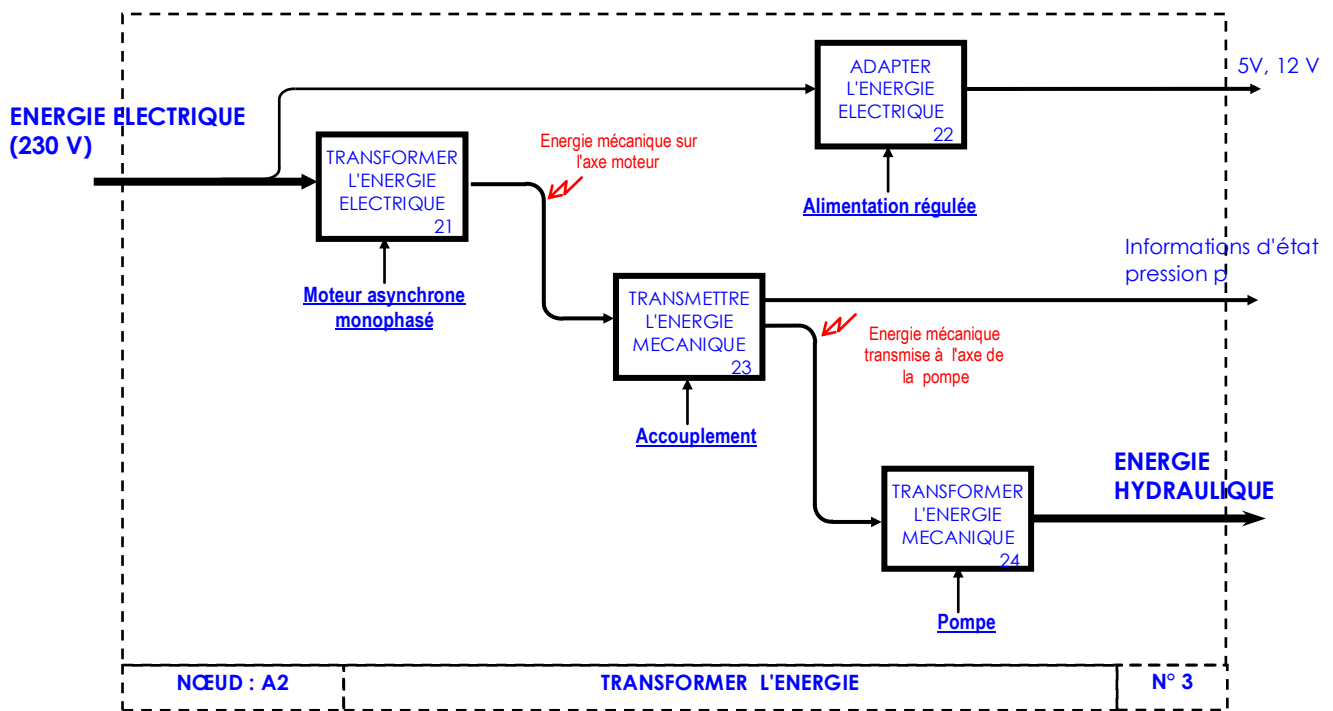 5V, 12 V
ADAPTER
L'ENERGIE
ELECTRIQUE
22
ENERGIE ELECTRIQUE
(230 V)
TRANSFORMER
L'ENERGIE
ELECTRIQUE
21
Energie mécanique sur
l'axe moteur
Alimentation régulée
Informations d'état
pression p
Moteur asynchrone
monophasé
TRANSMETTRE
L'ENERGIE
MECANIQUE
23
Energie mécanique
transmise à l'axe de
la pompe
Accouplement
ENERGIE
HYDRAULIQUE
TRANSFORMER
L'ENERGIE
MECANIQUE
24
Pompe
NŒUD : A2
TRANSFORMER L'ENERGIE
N° 3